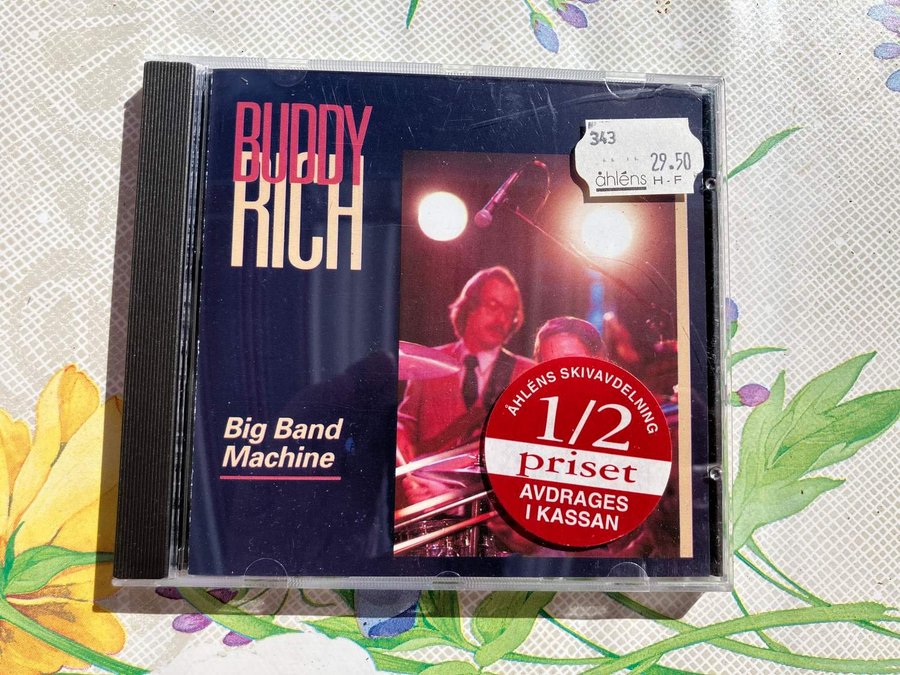 BUDDY
RICH
343
29.50
åhléns H-F
Big Band
Machine
ÅHLÉNS SKIVAVDELNING
1/2
priset
AVDRAGES
I KASSAN